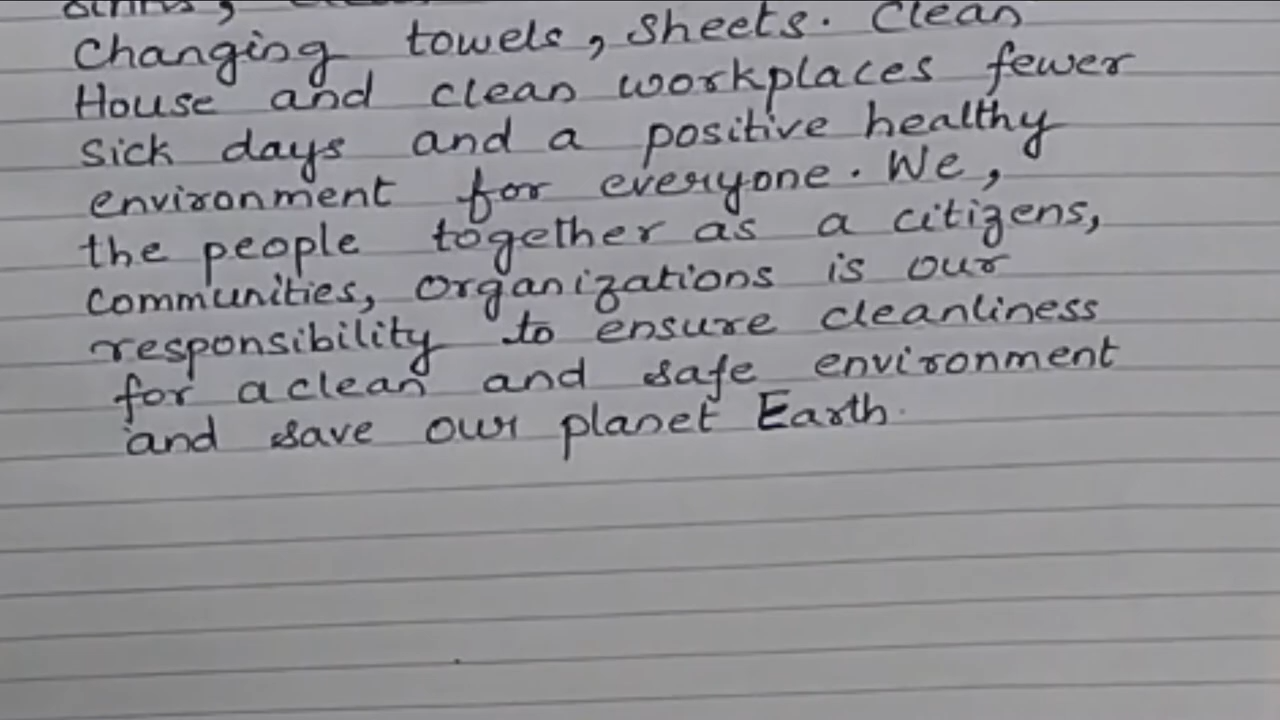 Changing towels, sheets. Clean
House and clean workplaces fewer
sick days and a positive healthy
environment for everyone. We,
the people together as a citizens,
communities, organizations is our
responsibility to ensure cleanliness
for a clean and safe environment
and save our planet Earth.